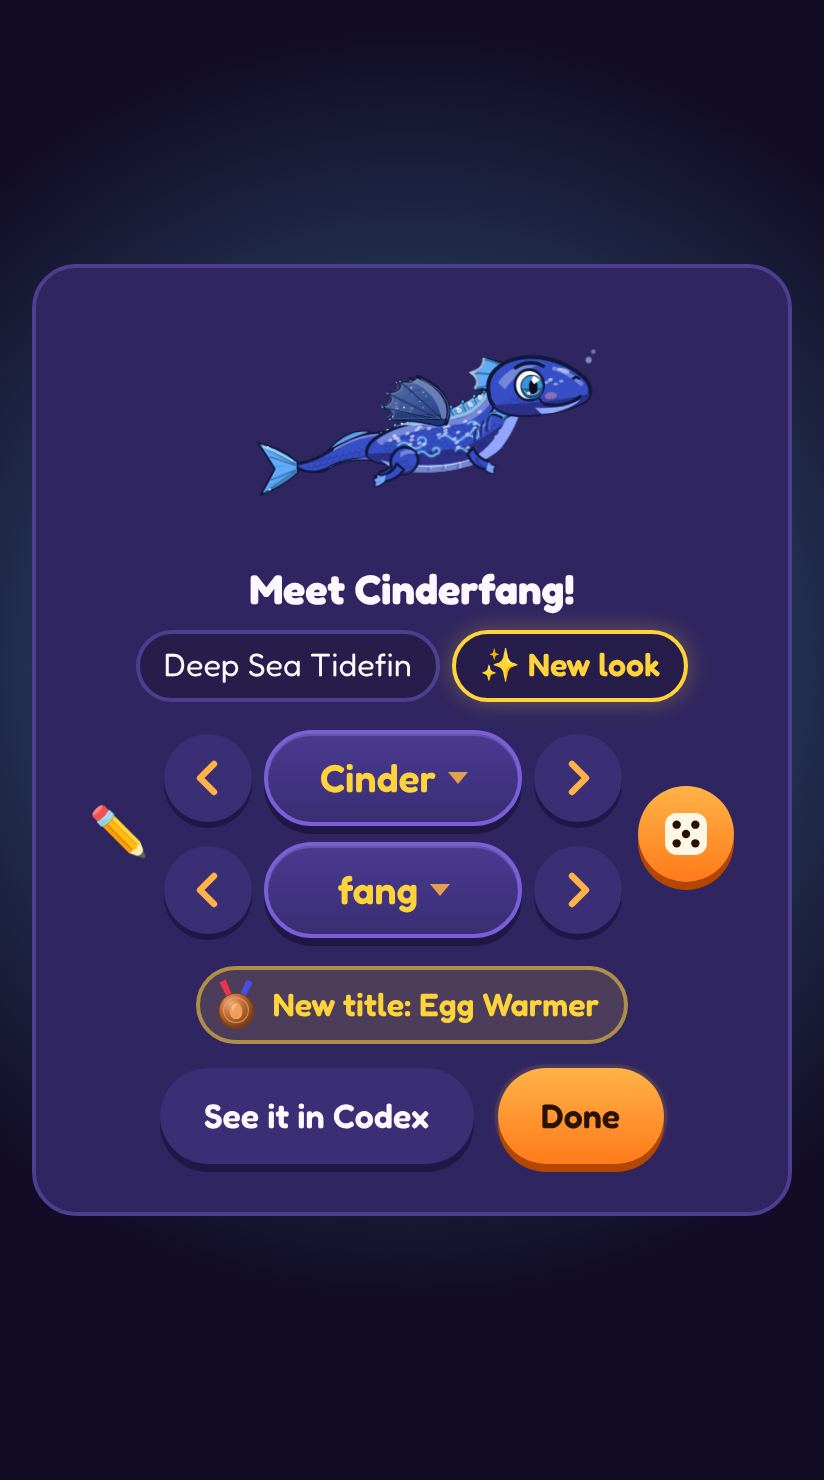 Meet Cinderfang!
Deep Sea Tidefin
✨ New look
Cinder
fang
New title: Egg Warmer
See it in Codex
Done